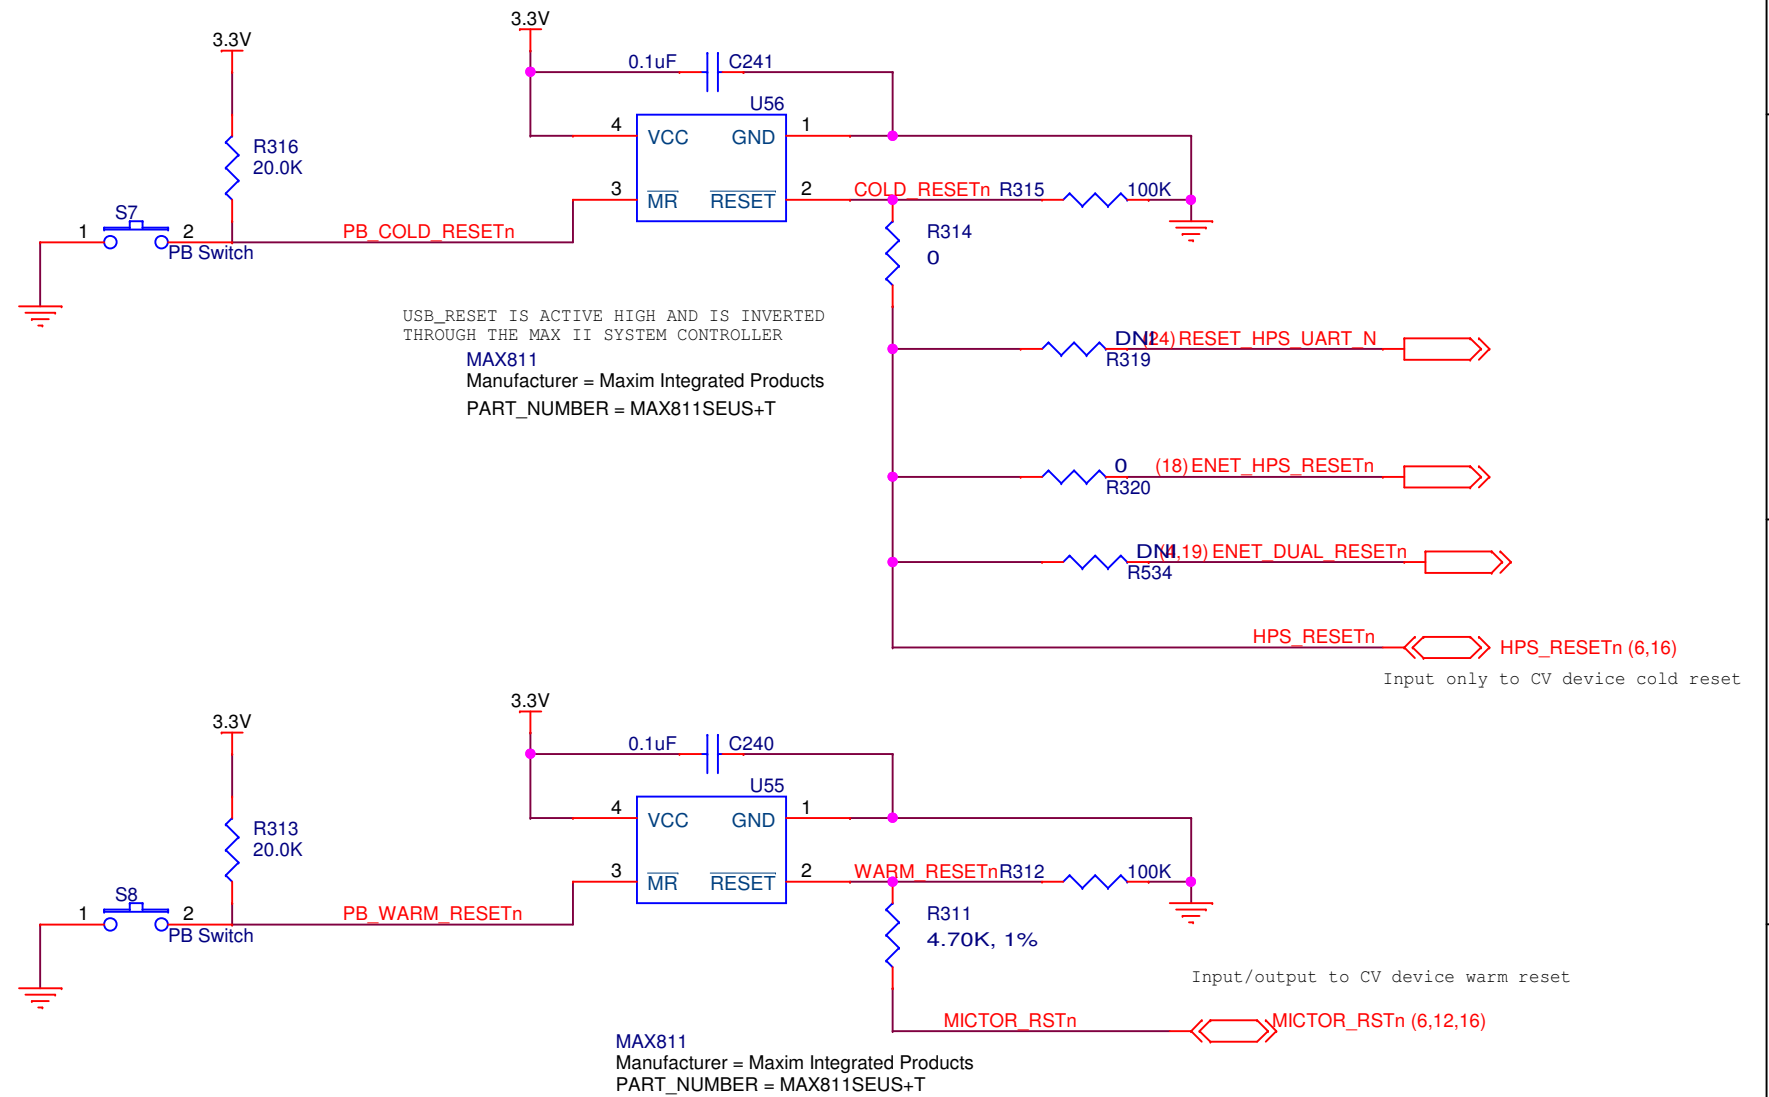 3.3V
3.3V
0.1uF
C241
U56
R316
20.0K
4
VCC
GND
1
3
MR
RESET
2
COLD_RESETn
R315
100K
S7
1
2
PB Switch
PB_COLD_RESETn
R314
0
USB_RESET IS ACTIVE HIGH AND IS INVERTED
THROUGH THE MAX II SYSTEM CONTROLLER
MAX811
Manufacturer = Maxim Integrated Products
PART_NUMBER = MAX811SEUS+T
DNI
(24) RESET_HPS_UART_N
R319
0
(18) ENET_HPS_RESETn
R320
DNI
(4,19) ENET_DUAL_RESETn
R534
HPS_RESETn
HPS_RESETn (6,16)
Input only to CV device cold reset
3.3V
3.3V
0.1uF
C240
U55
R313
20.0K
4
VCC
GND
1
3
MR
RESET
2
WARM_RESETn
R312
100K
S8
1
2
PB Switch
PB_WARM_RESETn
R311
4.70K, 1%
Input/output to CV device warm reset
MICTOR_RSTn
MICTOR_RSTn (6,12,16)
MAX811
Manufacturer = Maxim Integrated Products
PART_NUMBER = MAX811SEUS+T